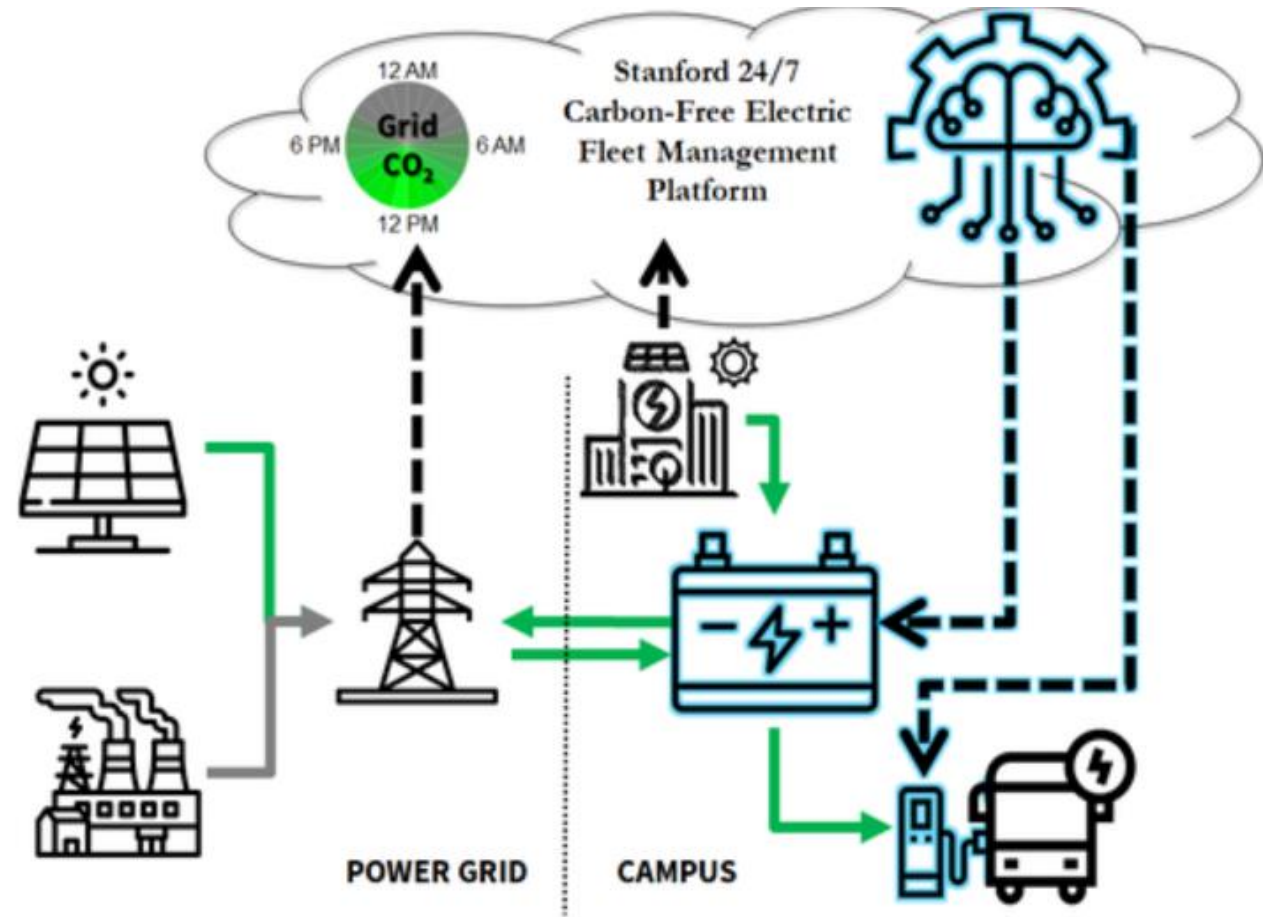 12 AM
6 PM
Grid
CO₂
6 AM
12 PM
Stanford 24/7
Carbon-Free Electric
Fleet Management
Platform
POWER GRID
CAMPUS